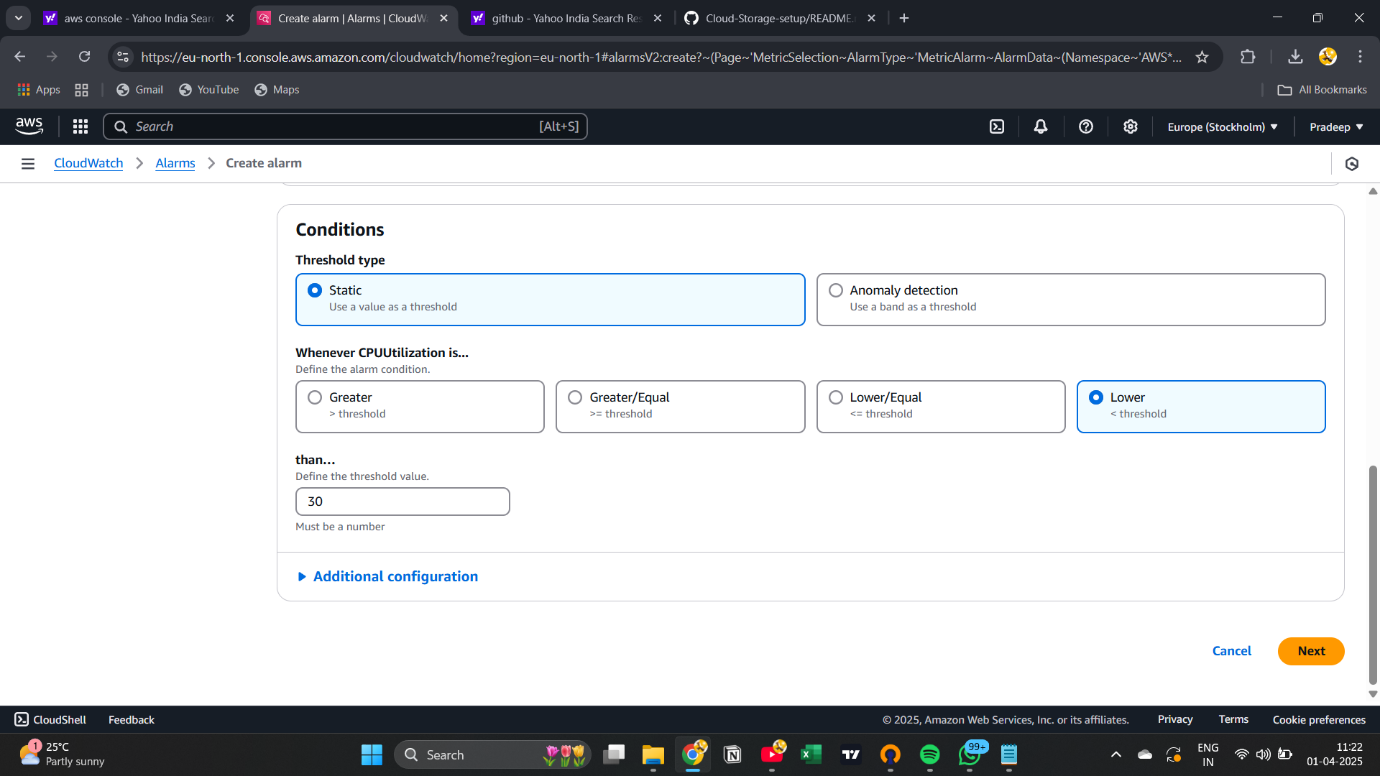 aws console - Yahoo India Sear
Create alarm | Alarms | CloudW
github - Yahoo India Search Res
Cloud-Storage-setup/README.
https://eu-north-1.console.aws.amazon.com/cloudwatch/home?region=eu-north-1#alarmsV2:create?~(Page~'MetricSelection~AlarmType~'MetricAlarm~AlarmData~(Namespace~'AWS*...
Apps
Gmail
YouTube
Maps
All Bookmarks
aws
Search
[Alt+S]
Europe (Stockholm) ▼
Pradeep ▼
CloudWatch
Alarms
Create alarm
Conditions
Threshold type
Static
Use a value as a threshold
Anomaly detection
Use a band as a threshold
Whenever CPUUtilization is...
Define the alarm condition.
Greater
> threshold
Greater/Equal
>= threshold
Lower/Equal
<= threshold
Lower
< threshold
than...
Define the threshold value.
30
Must be a number
Additional configuration
Cancel
Next
CloudShell
Feedback
© 2025, Amazon Web Services, Inc. or its affiliates.
Privacy
Terms
Cookie preferences
1
25°C
Partly sunny
Search
99+
ENG
IN
11:22
01-04-2025